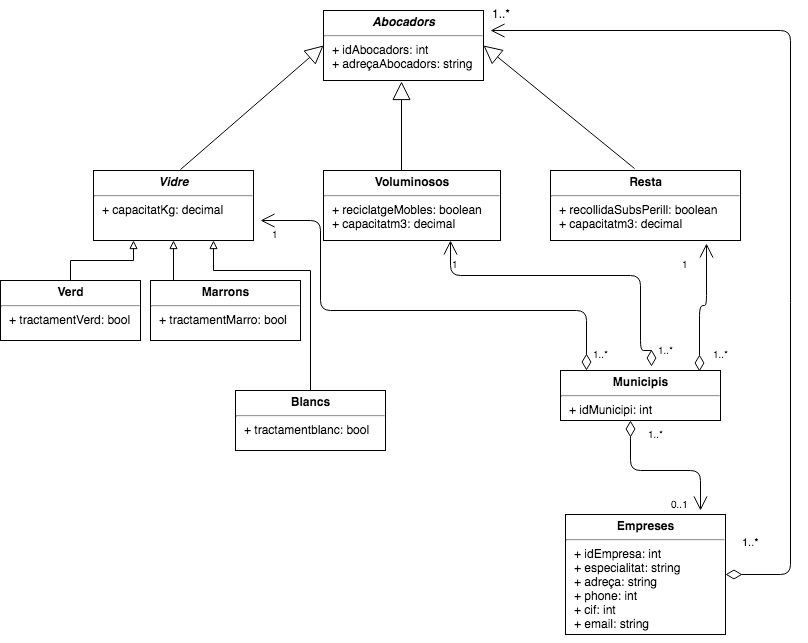 Abocadors
1..*
+ idAbocadors: int
+ adreçaAbocadors: string
Vidre
+ capacitatKg: decimal
Voluminosos
+ reciclatgeMobles: boolean
+ capacitatm3: decimal
Resta
+ recollidaSubsPerill: boolean
+ capacitatm3: decimal
1
1
1
Verd
+ tractamentVerd: bool
Marrons
+ tractamentMarro: bool
1..*
1..*
1..*
Blancs
+ tractamentblanc: bool
Municipis
+ idMunicipi: int
1..*
0..1
Empreses
+ idEmpresa: int
+ especialitat: string
+ adreça: string
+ phone: int
+ cif: int
+ email: string
1..*